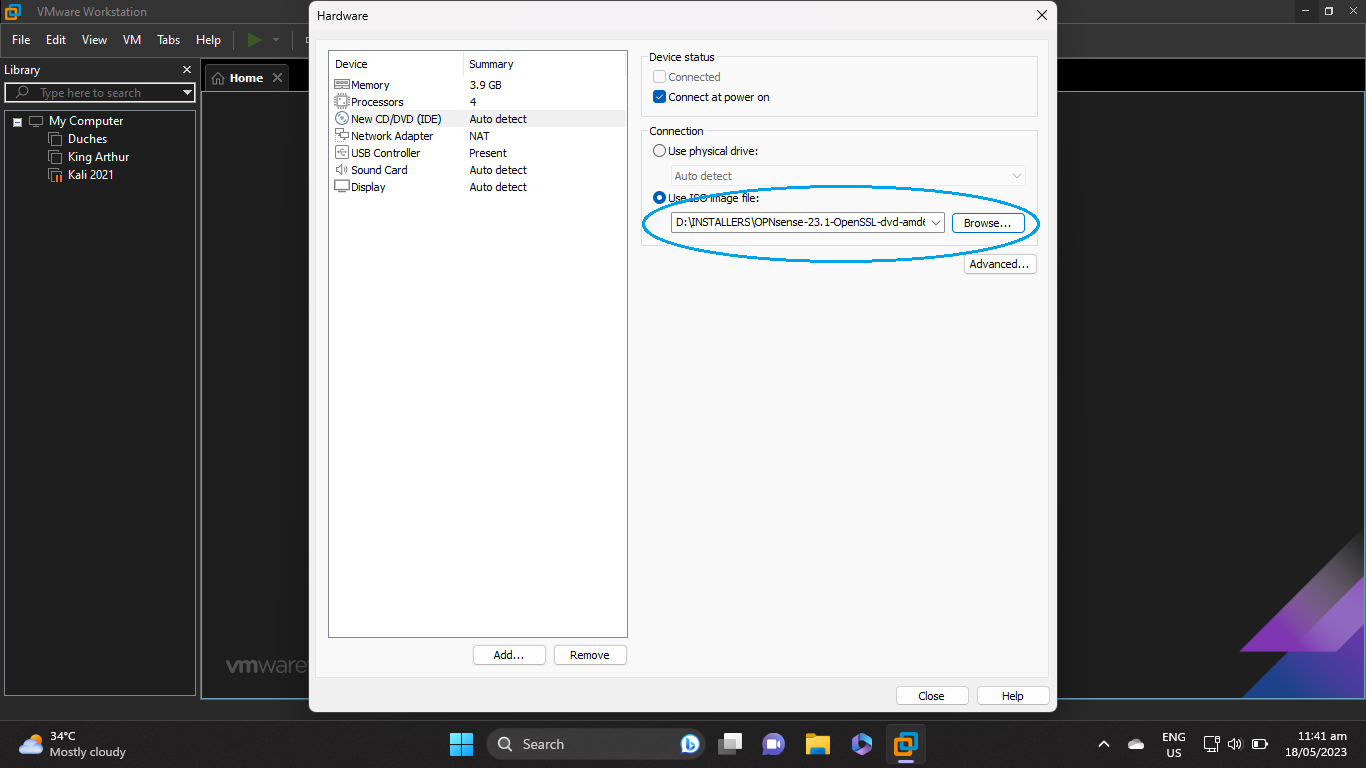 VMware Workstation
File Edit View VM Tabs Help
Library
Type here to search
My Computer
Duches
King Arthur
Kali 2021
Home
vmware
Hardware
Device Summary
Memory 3.9 GB
Processors 4
New CD/DVD (IDE) Auto detect
Network Adapter NAT
USB Controller Present
Sound Card Auto detect
Display Auto detect
Add... Remove
Device status
Connected
Connect at power on
Connection
Use physical drive:
Auto detect
Use ISO image file:
D:\INSTALLERS\OPNsense-23.1-OpenSSL-dvd-amd6 Browse...
Advanced...
Close Help
34°C
Mostly cloudy
Search
ENG
US
11:41 am
18/05/2023